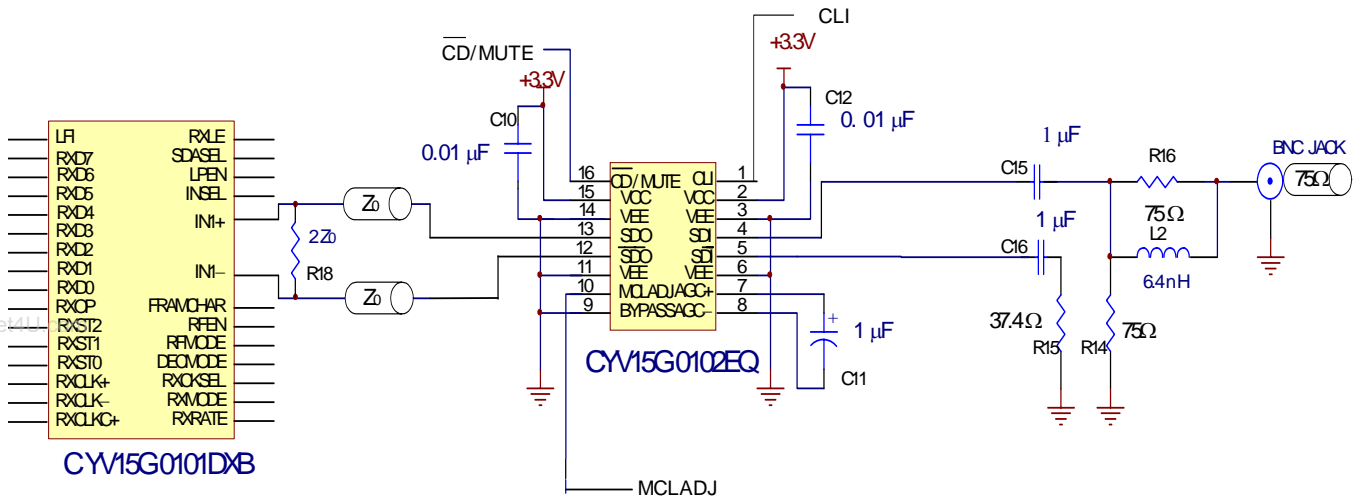 CLI
+3.3V
CD/MUTE
+3.3V
C10
0.01 µF
C12
0. 01 µF
LFI
RXD7
RXD6
RXD5
RXD4
RXD3
RXD2
RXD1
RXD0
RXOP
RXST2
RXST1
RXST0
RXCLK+
RXCLK–
RXCLKC+
RXLE
SDASEL
LPEN
INSEL
IN1+
IN1–
FRAMCHAR
RFEN
RFMODE
DECMODE
RXCKSEL
RXMODE
RXRATE
CYV15G0101DXB
Z0
2Z0
R18
Z0
16
15
14
13
12
11
10
9
CD/MUTE
VCC
VEE
SDO
SDO
VEE
MCLADJ
BYPASS
CLI
VCC
VEE
SDI
SDI
VEE
AGC+
AGC–
1
2
3
4
5
6
7
8
CYV15G0102EQ
+
1 µF
C11
MCLADJ
1 µF
C15
1 µF
C16
37.4Ω
R15
R14
75Ω
R16
75Ω
L2
6.4nH
BNC JACK
75Ω